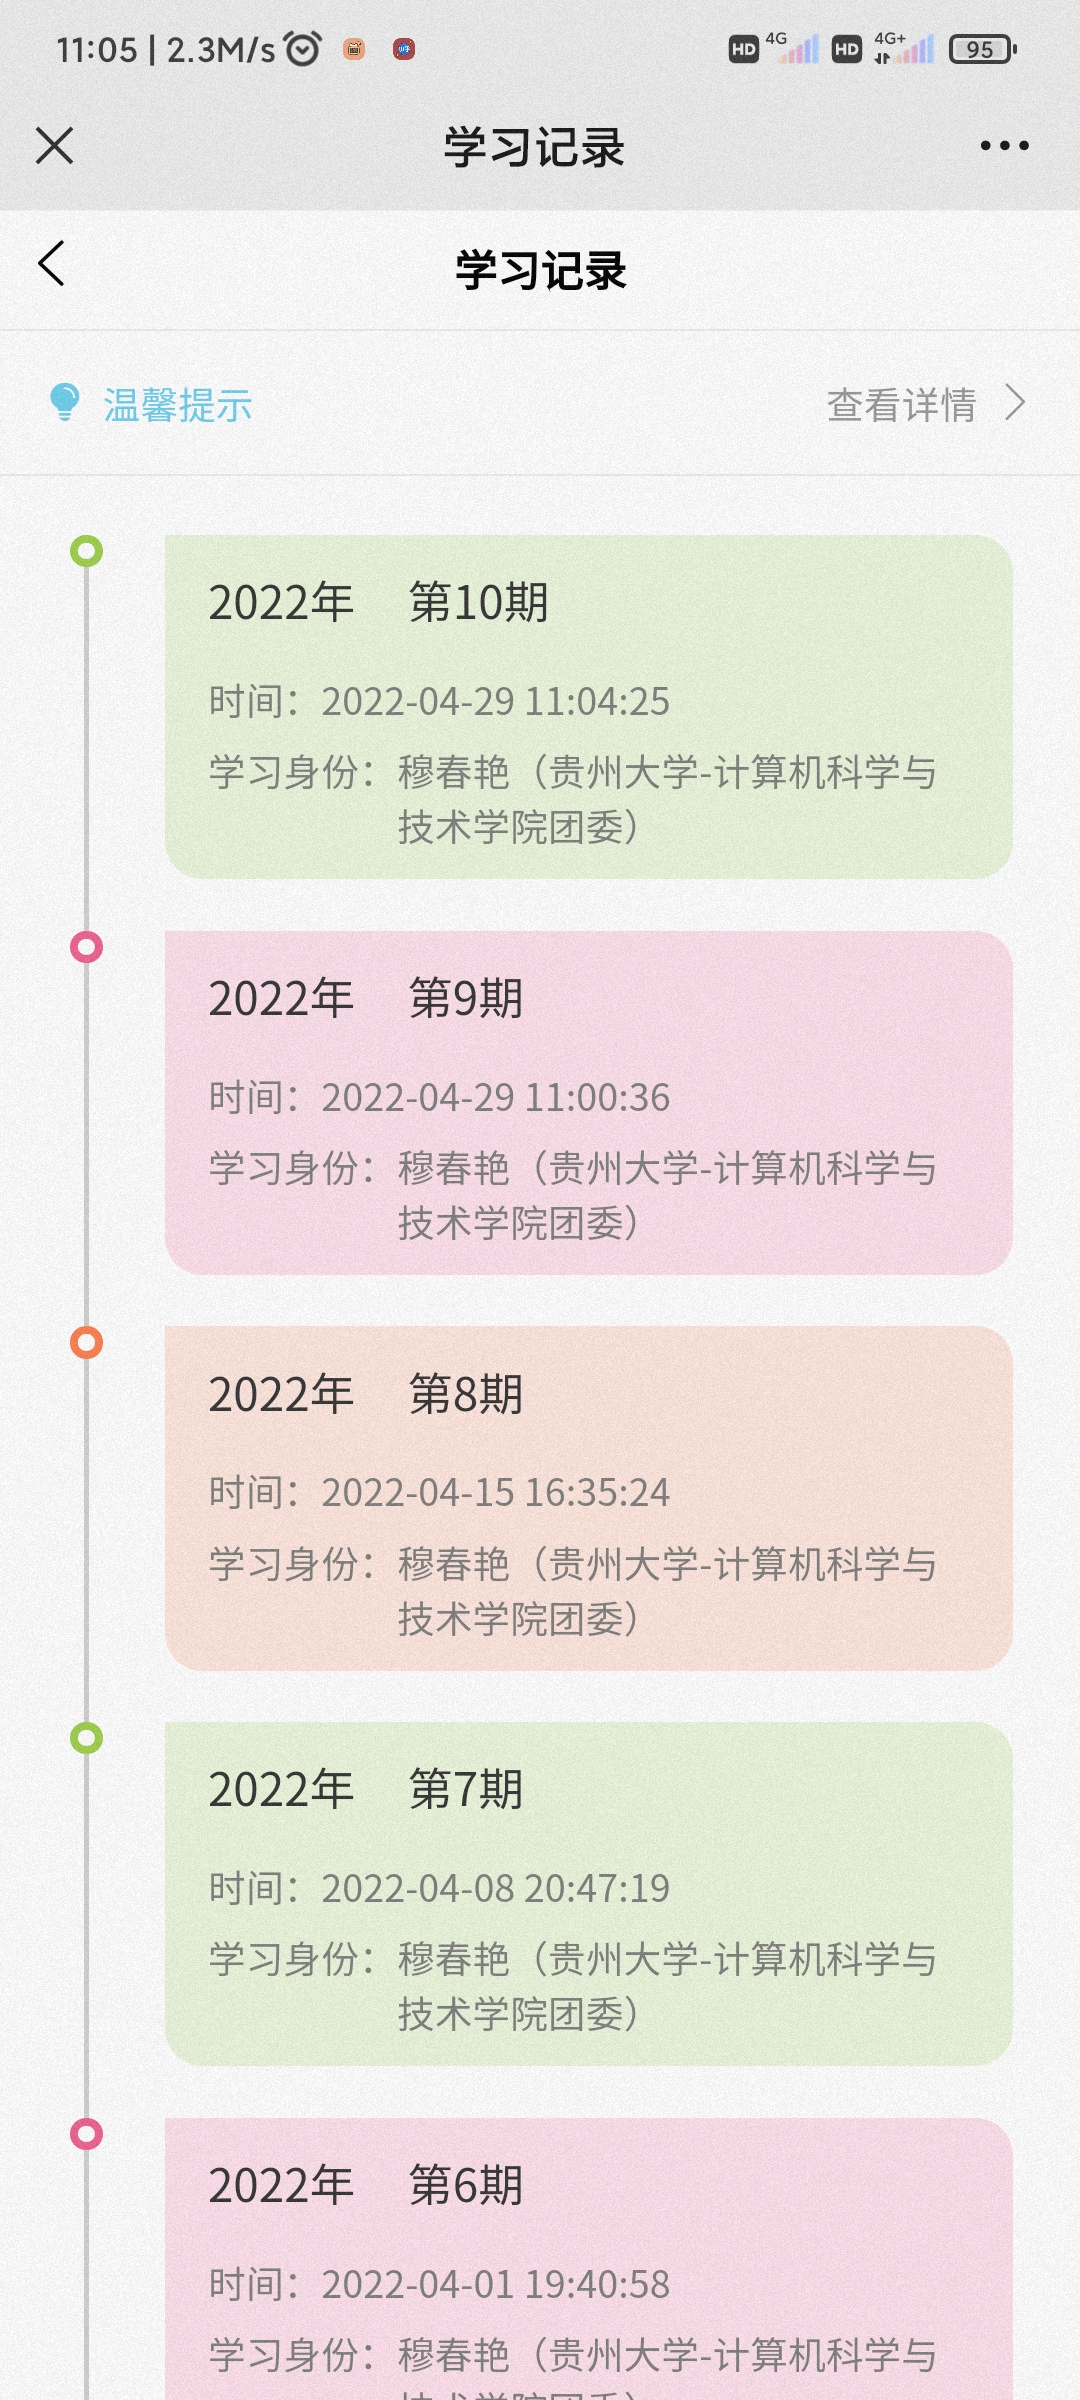 11:05 | 2.3M/s HD 4G HD 4G+ 95
学习记录
学习记录
温馨提示 查看详情
2022年 第10期
时间：2022-04-29 11:04:25
学习身份：穆春艳（贵州大学-计算机科学与
技术学院团委）
2022年 第9期
时间：2022-04-29 11:00:36
学习身份：穆春艳（贵州大学-计算机科学与
技术学院团委）
2022年 第8期
时间：2022-04-15 16:35:24
学习身份：穆春艳（贵州大学-计算机科学与
技术学院团委）
2022年 第7期
时间：2022-04-08 20:47:19
学习身份：穆春艳（贵州大学-计算机科学与
技术学院团委）
2022年 第6期
时间：2022-04-01 19:40:58
学习身份：穆春艳（贵州大学-计算机科学与